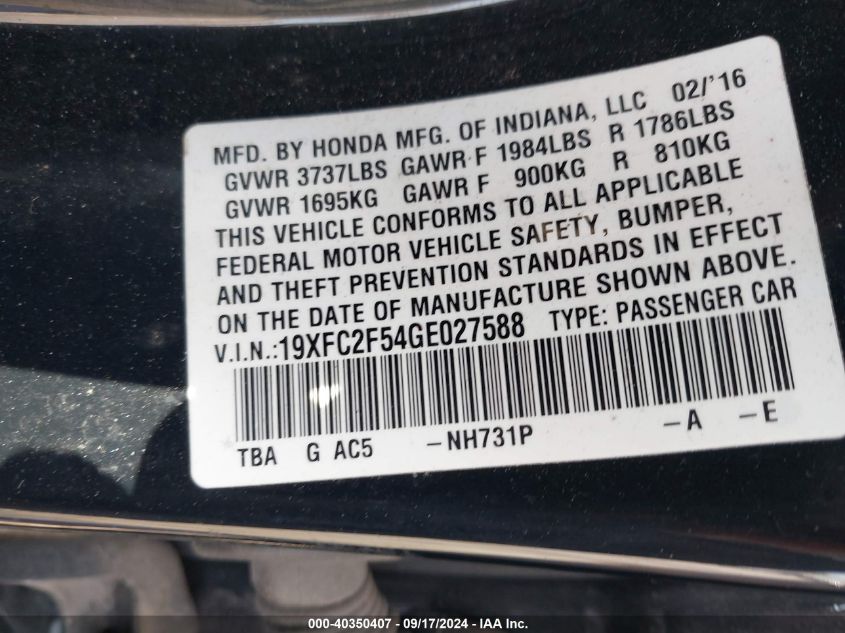 MFD. BY HONDA MFG. OF INDIANA, LLC 02/'16
GVWR 3737LBS GAWR F 1984LBS R 1786LBS
GVWR 1695KG GAWR F 900KG R 810KG
THIS VEHICLE CONFORMS TO ALL APPLICABLE
FEDERAL MOTOR VEHICLE SAFETY, BUMPER,
AND THEFT PREVENTION STANDARDS IN EFFECT
ON THE DATE OF MANUFACTURE SHOWN ABOVE.
V.I.N.:19XFC2F54GE027588 TYPE: PASSENGER CAR
TBA G AC5 -NH731P -A -E
000-40350407 - 09/17/2024 - IAA Inc.